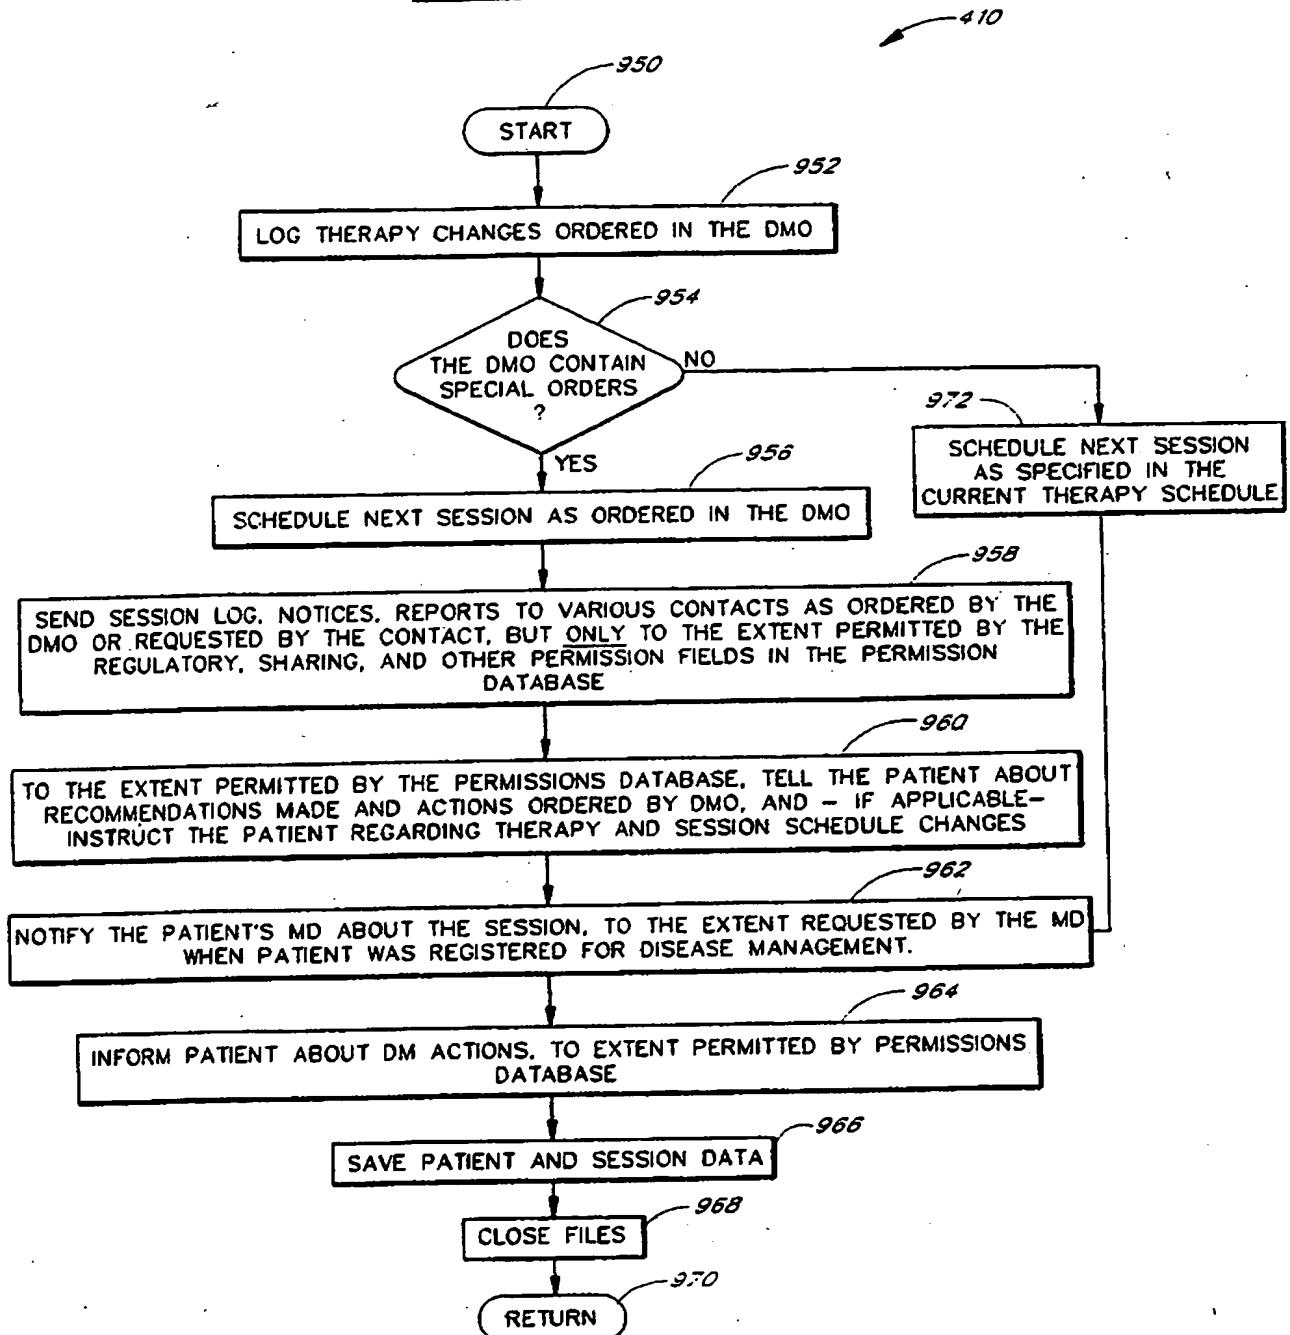 410
950
START
952
LOG THERAPY CHANGES ORDERED IN THE DMO
954
DOES
THE DMO CONTAIN
SPECIAL ORDERS
?
NO
972
SCHEDULE NEXT SESSION
AS SPECIFIED IN THE
CURRENT THERAPY SCHEDULE
YES
956
SCHEDULE NEXT SESSION AS ORDERED IN THE DMO
958
SEND SESSION LOG, NOTICES, REPORTS TO VARIOUS CONTACTS AS ORDERED BY THE
DMO OR REQUESTED BY THE CONTACT, BUT ONLY TO THE EXTENT PERMITTED BY THE
REGULATORY, SHARING, AND OTHER PERMISSION FIELDS IN THE PERMISSION
DATABASE
960
TO THE EXTENT PERMITTED BY THE PERMISSIONS DATABASE, TELL THE PATIENT ABOUT
RECOMMENDATIONS MADE AND ACTIONS ORDERED BY DMO, AND – IF APPLICABLE–
INSTRUCT THE PATIENT REGARDING THERAPY AND SESSION SCHEDULE CHANGES
962
NOTIFY THE PATIENT'S MD ABOUT THE SESSION, TO THE EXTENT REQUESTED BY THE MD
WHEN PATIENT WAS REGISTERED FOR DISEASE MANAGEMENT.
964
INFORM PATIENT ABOUT DM ACTIONS, TO EXTENT PERMITTED BY PERMISSIONS
DATABASE
966
SAVE PATIENT AND SESSION DATA
968
CLOSE FILES
970
RETURN